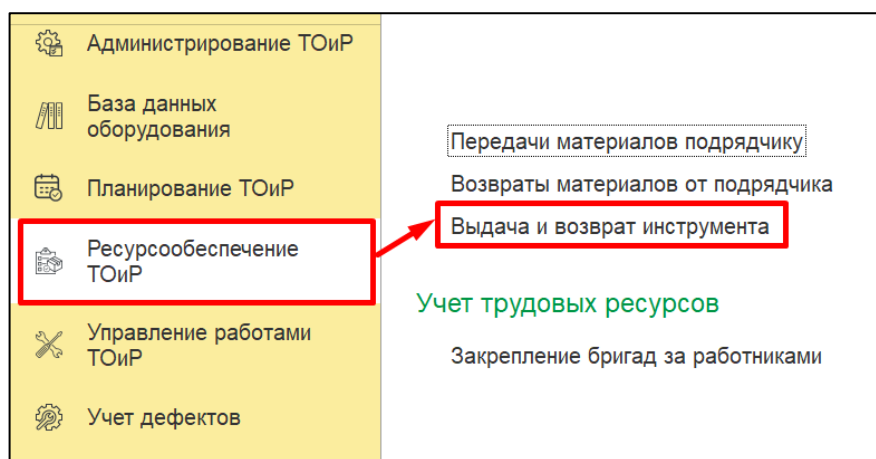 Администрирование ТОиР
База данных
оборудования
Планирование ТОиР
Ресурсообеспечение
ТОиР
Управление работами
ТОиР
Учет дефектов
Передачи материалов подрядчику
Возвраты материалов от подрядчика
Выдача и возврат инструмента
Учет трудовых ресурсов
Закрепление бригад за работниками